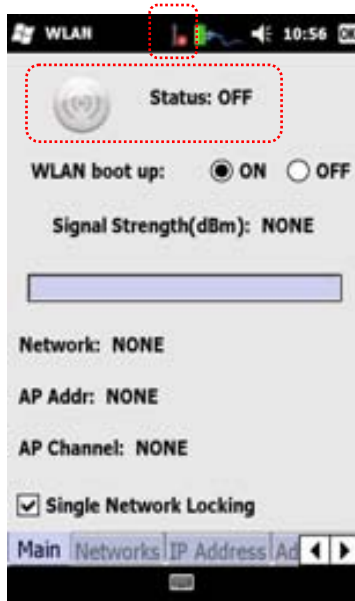 WLAN 10:56 OK
Status: OFF
WLAN boot up: ON OFF
Signal Strength(dBm): NONE
Network: NONE
AP Addr: NONE
AP Channel: NONE
Single Network Locking
Main Networks IP Address Ad